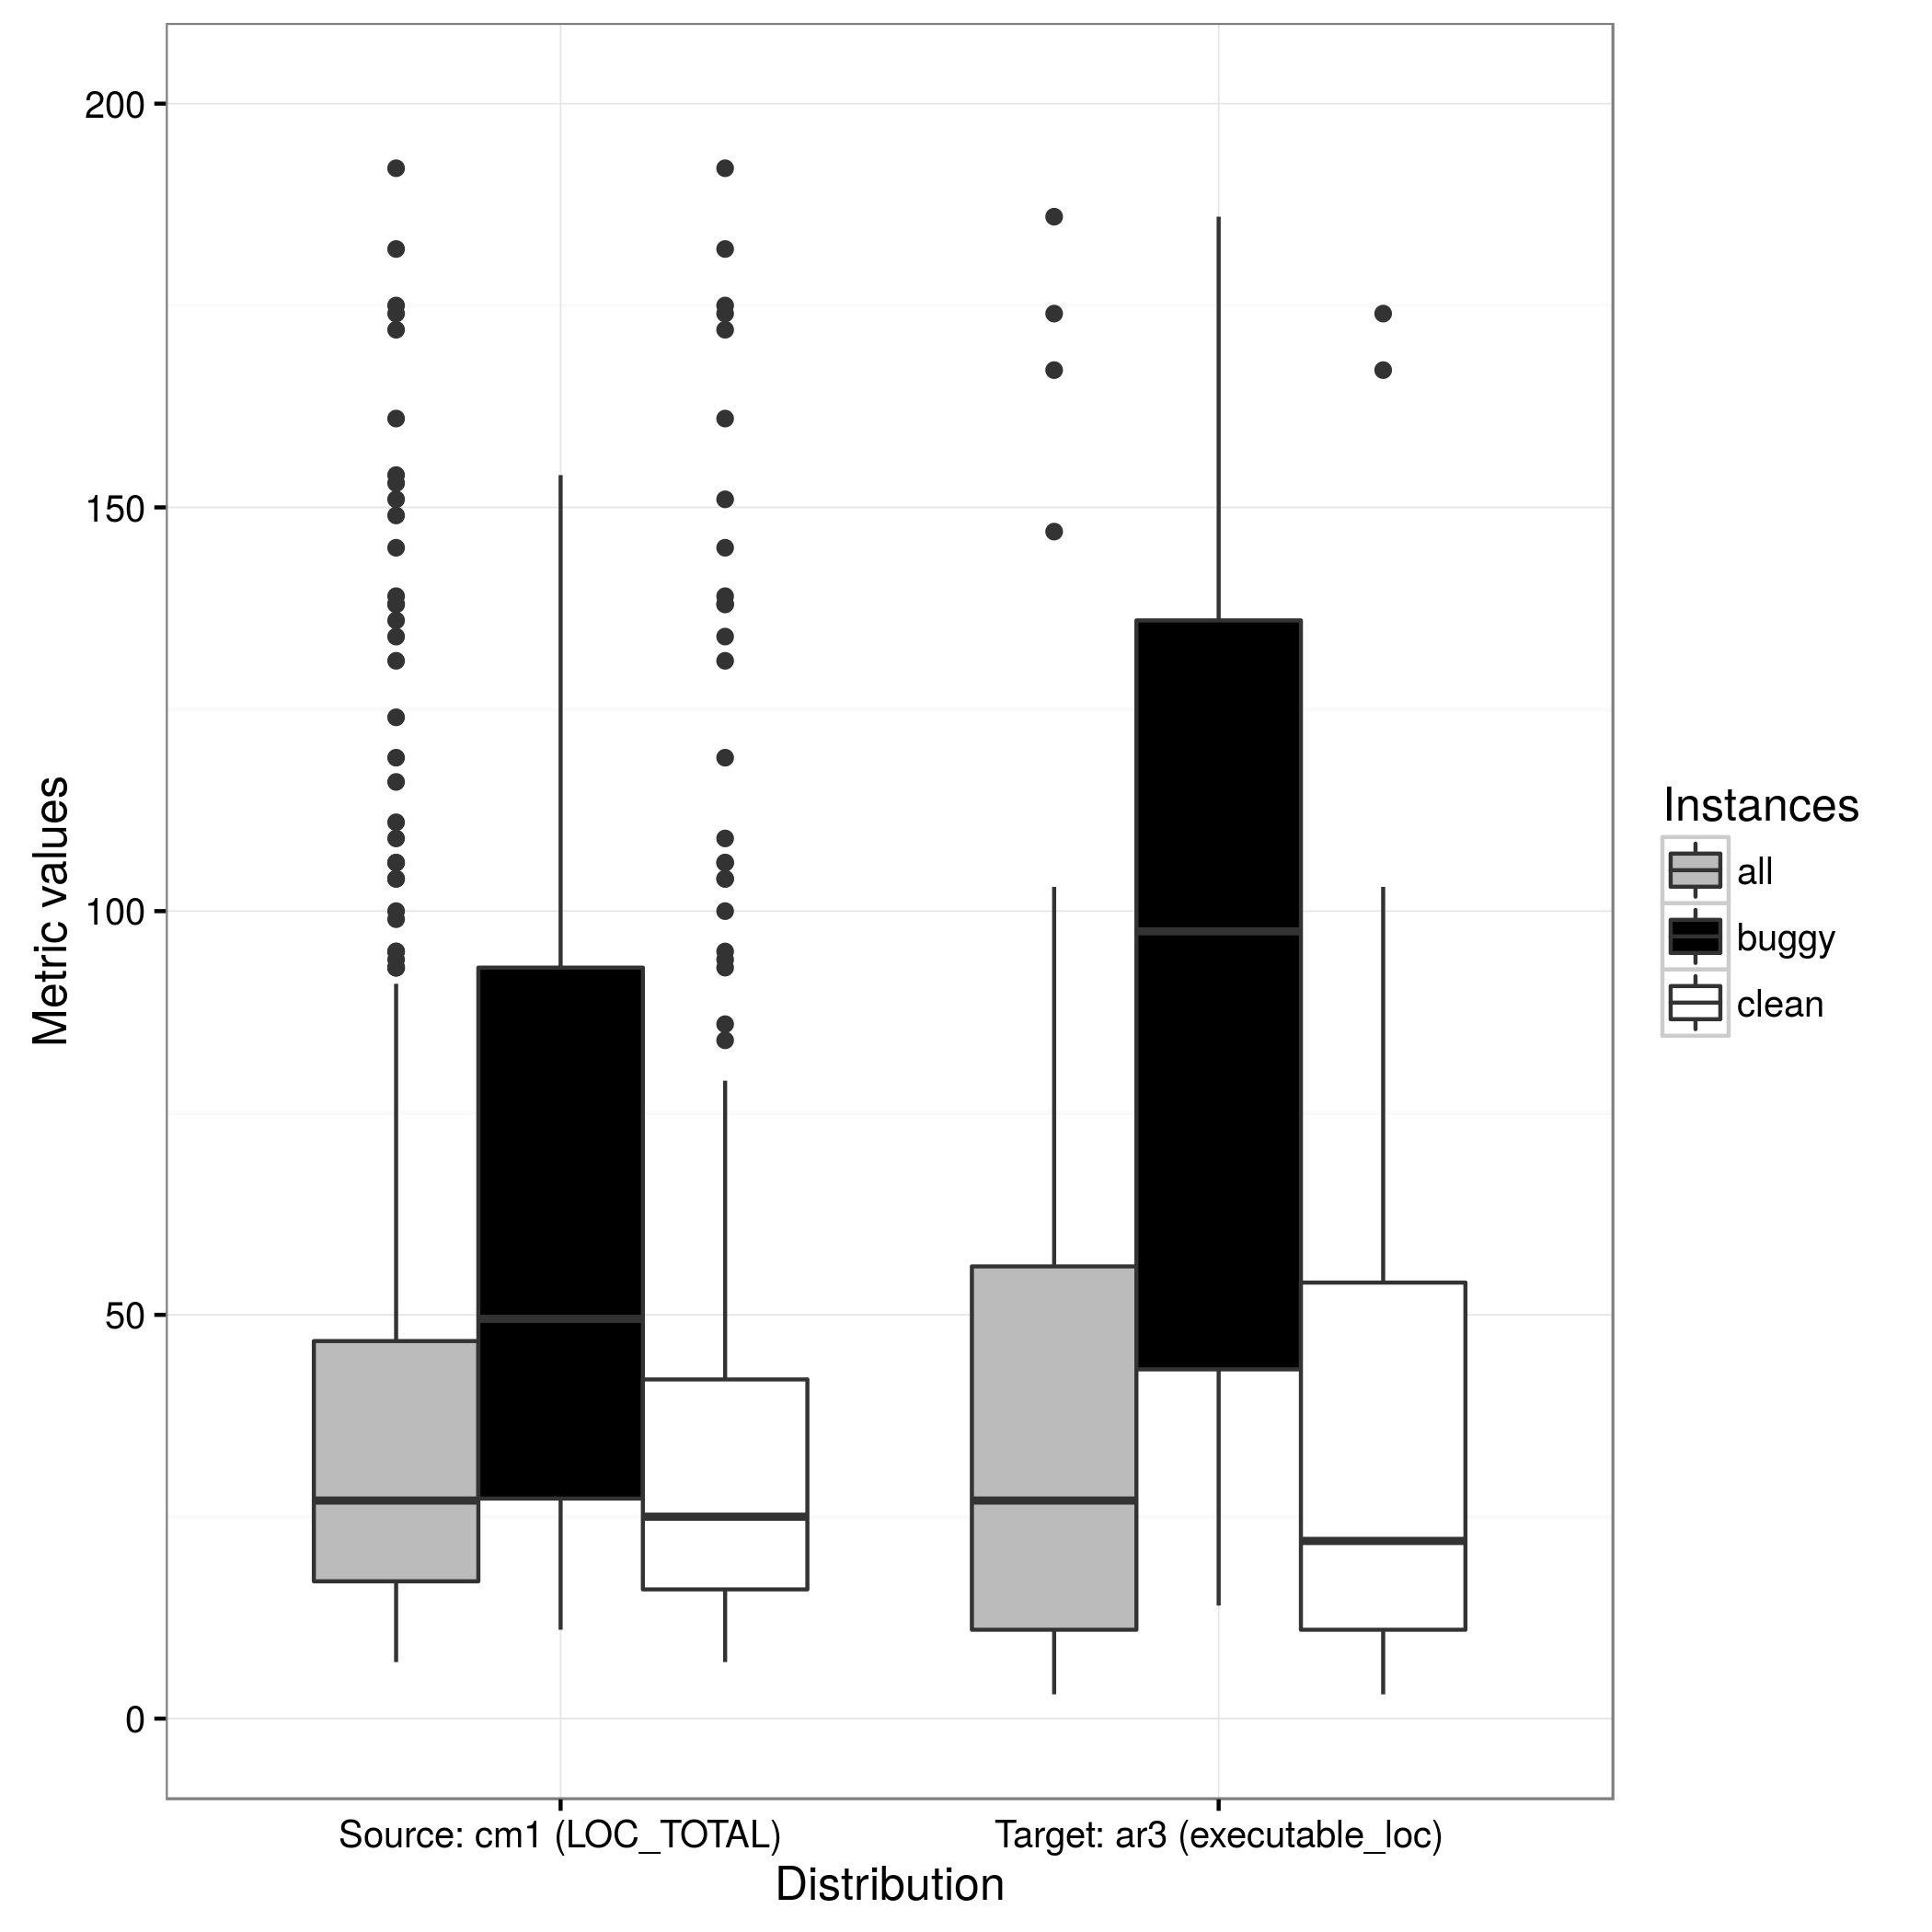 200
150
100
50
0
Metric values
Source: cm1 (LOC_TOTAL)
Target: ar3 (executable_loc)
Distribution
Instances
all
buggy
clean